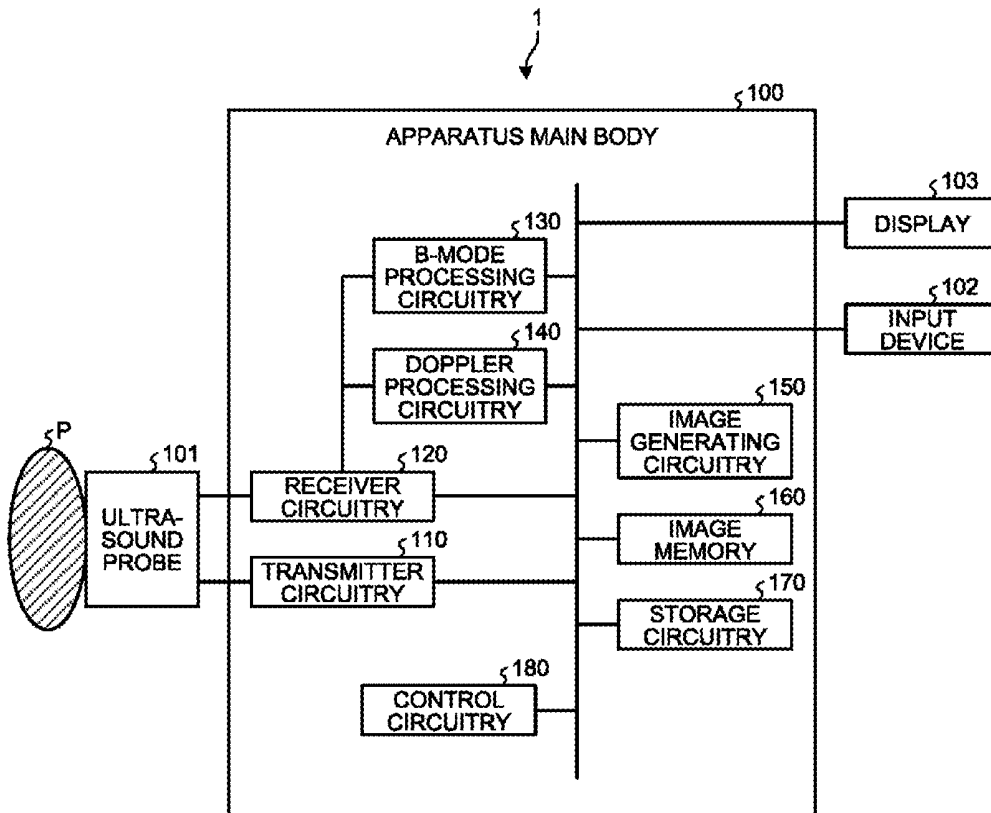 1
100
APPARATUS MAIN BODY
103
DISPLAY
130
B-MODE
PROCESSING
CIRCUITRY
102
INPUT
DEVICE
140
DOPPLER
PROCESSING
CIRCUITRY
150
IMAGE
GENERATING
CIRCUITRY
P
101
ULTRA-
SOUND
PROBE
120
RECEIVER
CIRCUITRY
160
IMAGE
MEMORY
110
TRANSMITTER
CIRCUITRY
170
STORAGE
CIRCUITRY
180
CONTROL
CIRCUITRY